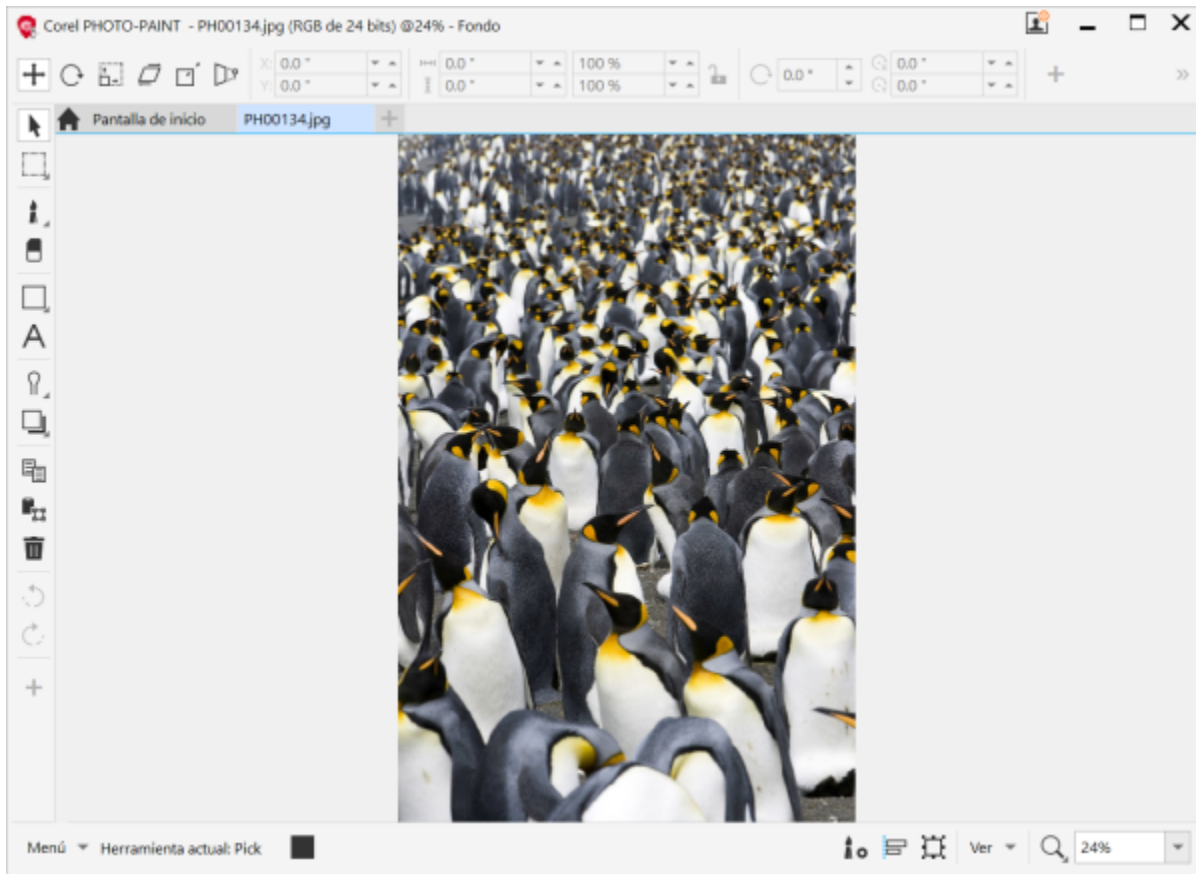 Corel PHOTO-PAINT - PH00134.jpg (RGB de 24 bits) @24% - Fondo
X: 0.0 " 0.0 " 100 % 0.0 ° 0.0 "
Y: 0.0 " 0.0 " 100 % 0.0 "
Pantalla de inicio PH00134.jpg
A
Menú Herramienta actual: Pick Ver 24%